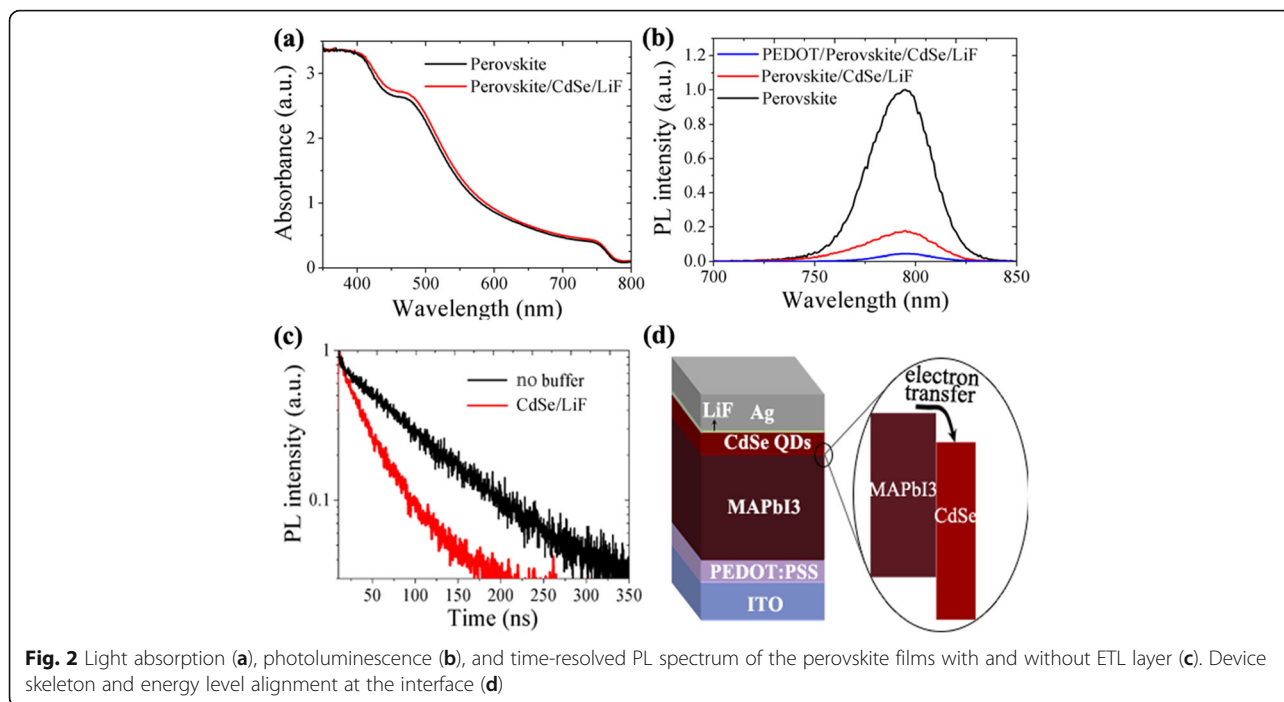 (a)
Perovskite
Perovskite/CdSe/LiF
Absorbance (a.u.)
3
2
1
0
400 500 600 700 800
Wavelength (nm)
(b)
PEDOT/Perovskite/CdSe/LiF
Perovskite/CdSe/LiF
Perovskite
PL intensity (a.u.)
1.2
1.0
0.8
0.6
0.4
0.2
0.0
700 750 800 850
Wavelength (nm)
(c)
no buffer
CdSe/LiF
PL intensity (a.u.)
1
0.1
50 100 150 200 250 300 350
Time (ns)
(d)
LiF
Ag
CdSe QDs
MAPbI3
PEDOT:PSS
ITO
electron
transfer
MAPbI3
CdSe
Fig. 2 Light absorption (a), photoluminescence (b), and time-resolved PL spectrum of the perovskite films with and without ETL layer (c). Device
skeleton and energy level alignment at the interface (d)